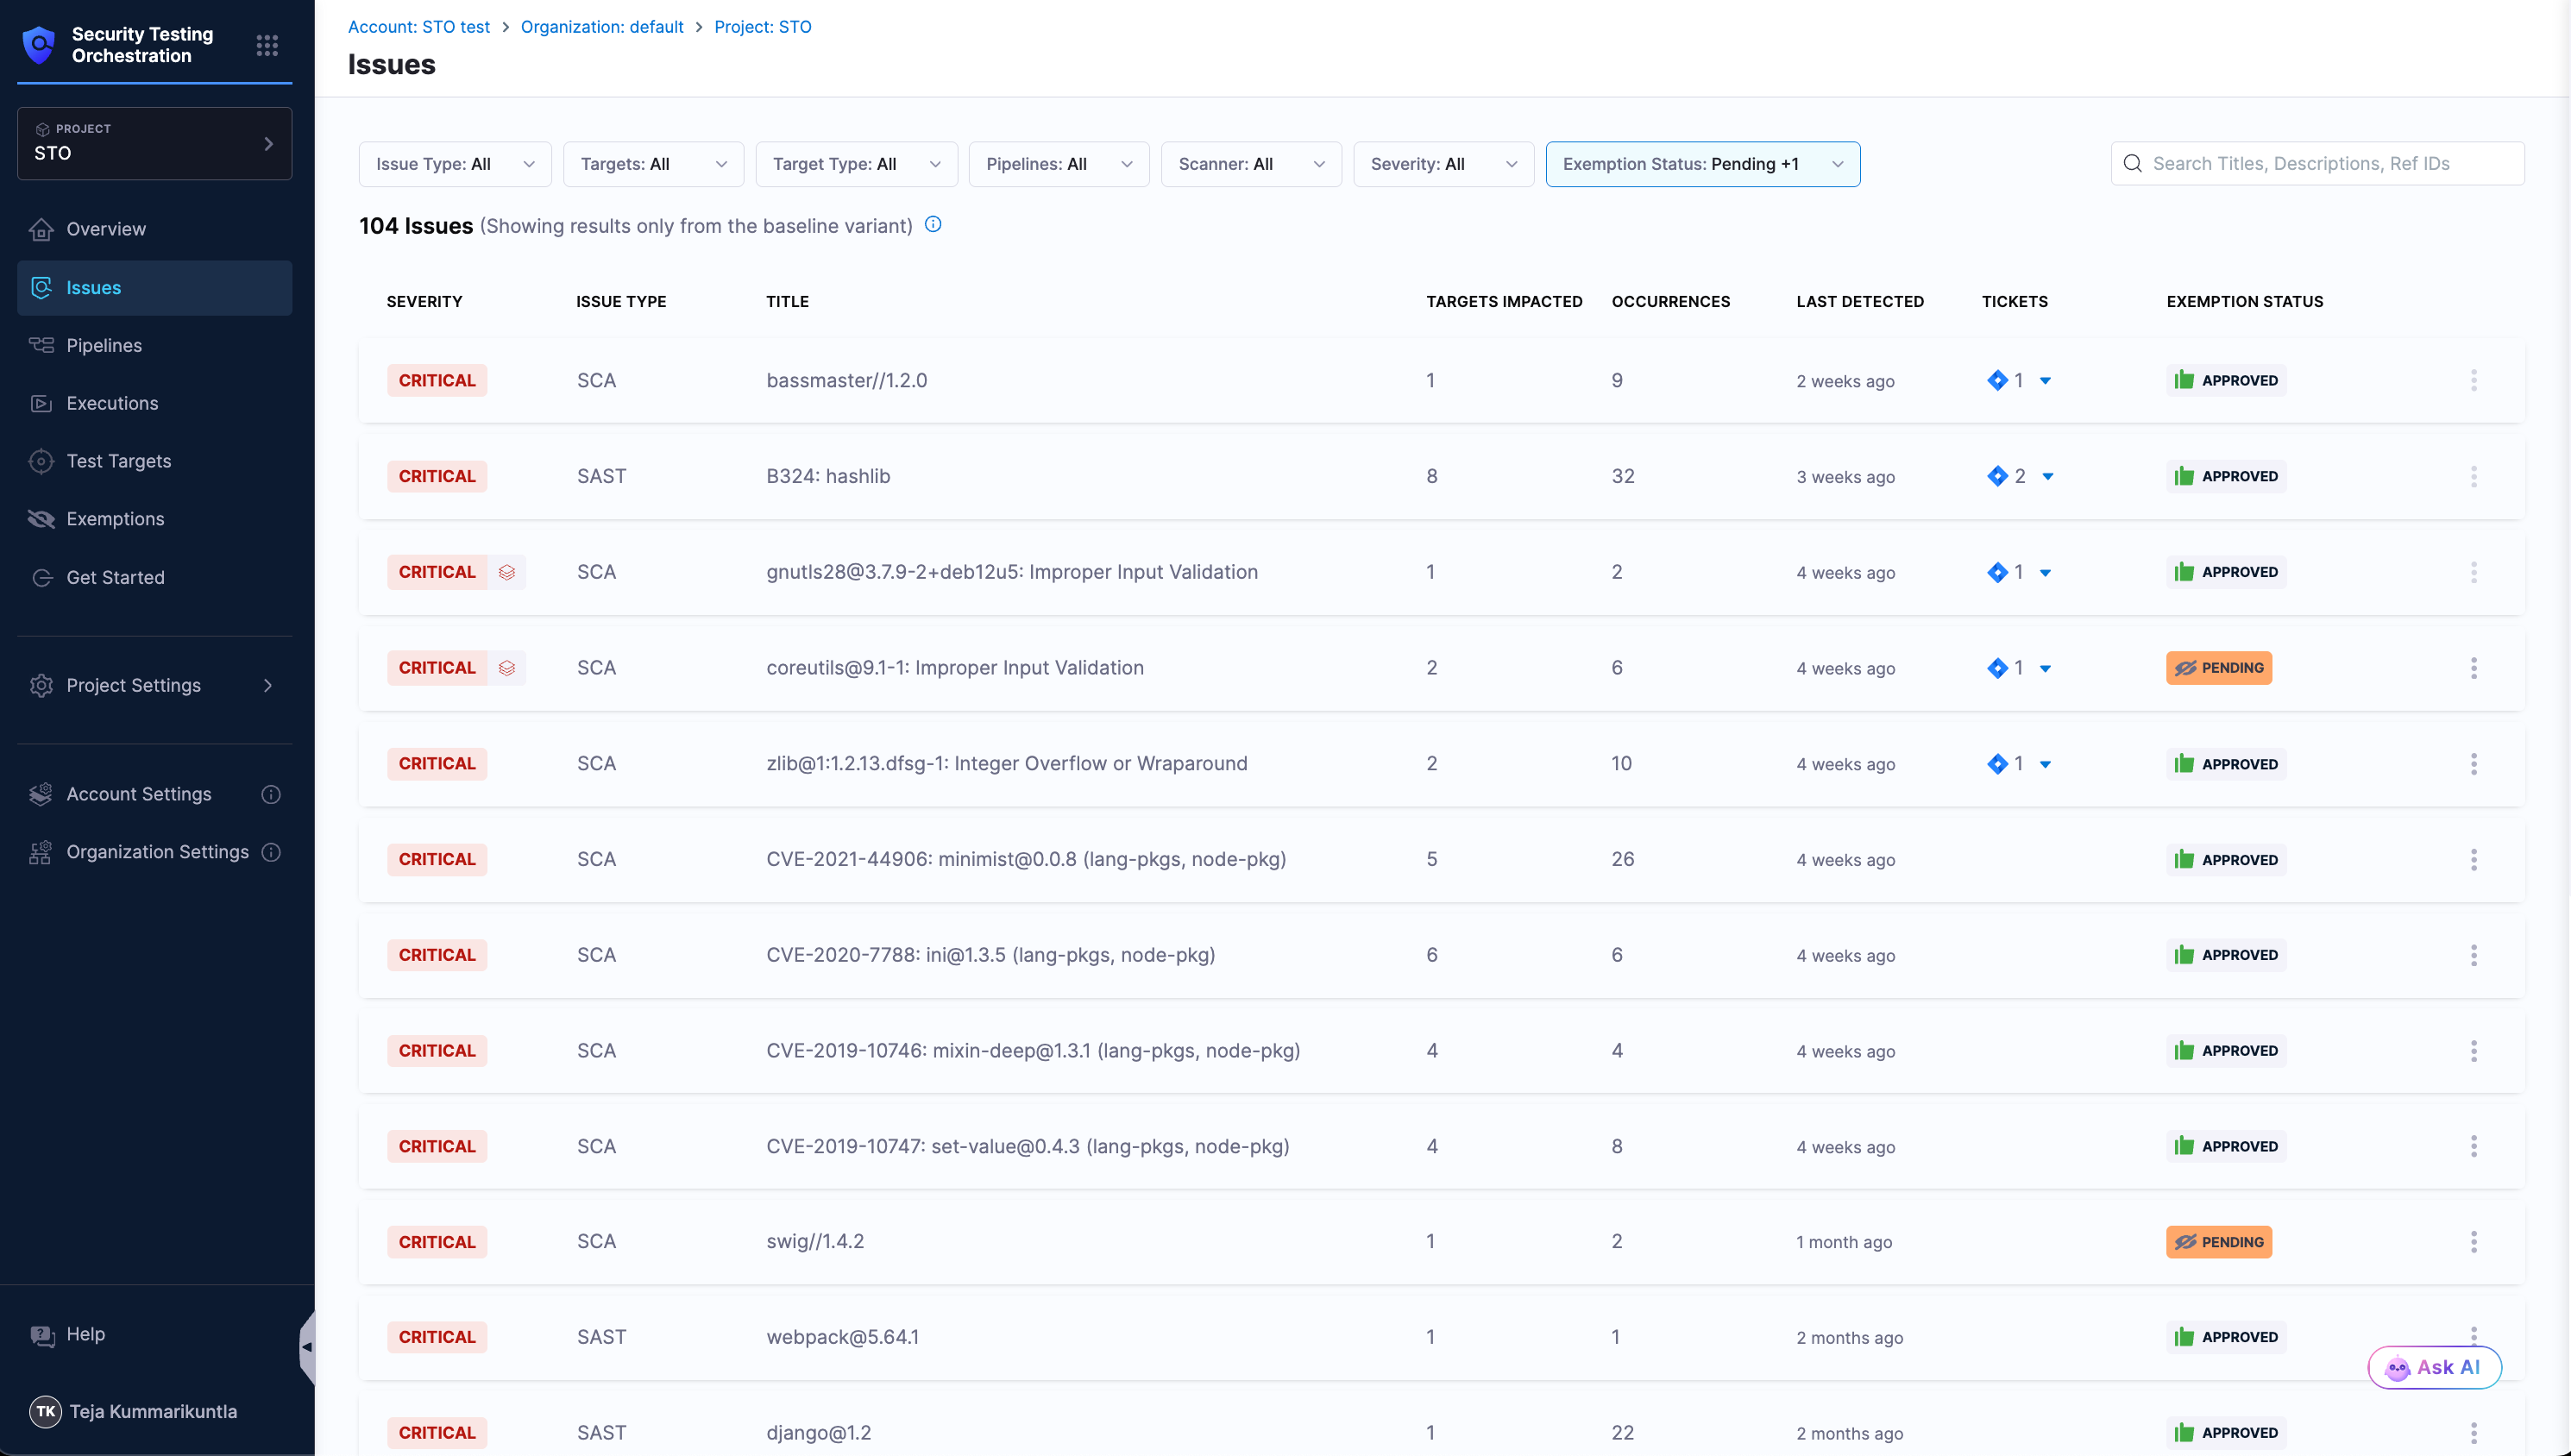 Security Testing
Orchestration
PROJECT
STO
Overview
Issues
Pipelines
Executions
Test Targets
Exemptions
Get Started
Project Settings
Account Settings
Organization Settings
Help
TK Teja Kummarikuntla
Account: STO test > Organization: default > Project: STO
Issues
Issue Type: All Targets: All Target Type: All Pipelines: All Scanner: All Severity: All Exemption Status: Pending +1 Search Titles, Descriptions, Ref IDs
104 Issues (Showing results only from the baseline variant)
SEVERITY ISSUE TYPE TITLE TARGETS IMPACTED OCCURRENCES LAST DETECTED TICKETS EXEMPTION STATUS
CRITICAL SCA bassmaster//1.2.0 1 9 2 weeks ago 1 APPROVED
CRITICAL SAST B324: hashlib 8 32 3 weeks ago 2 APPROVED
CRITICAL SCA gnutls28@3.7.9-2+deb12u5: Improper Input Validation 1 2 4 weeks ago 1 APPROVED
CRITICAL SCA coreutils@9.1-1: Improper Input Validation 2 6 4 weeks ago 1 PENDING
CRITICAL SCA zlib@1:1.2.13.dfsg-1: Integer Overflow or Wraparound 2 10 4 weeks ago 1 APPROVED
CRITICAL SCA CVE-2021-44906: minimist@0.0.8 (lang-pkgs, node-pkg) 5 26 4 weeks ago APPROVED
CRITICAL SCA CVE-2020-7788: ini@1.3.5 (lang-pkgs, node-pkg) 6 6 4 weeks ago APPROVED
CRITICAL SCA CVE-2019-10746: mixin-deep@1.3.1 (lang-pkgs, node-pkg) 4 4 4 weeks ago APPROVED
CRITICAL SCA CVE-2019-10747: set-value@0.4.3 (lang-pkgs, node-pkg) 4 8 4 weeks ago APPROVED
CRITICAL SCA swig//1.4.2 1 2 1 month ago PENDING
CRITICAL SAST webpack@5.64.1 1 1 2 months ago APPROVED
Ask AI
CRITICAL SAST django@1.2 1 22 2 months ago APPROVED